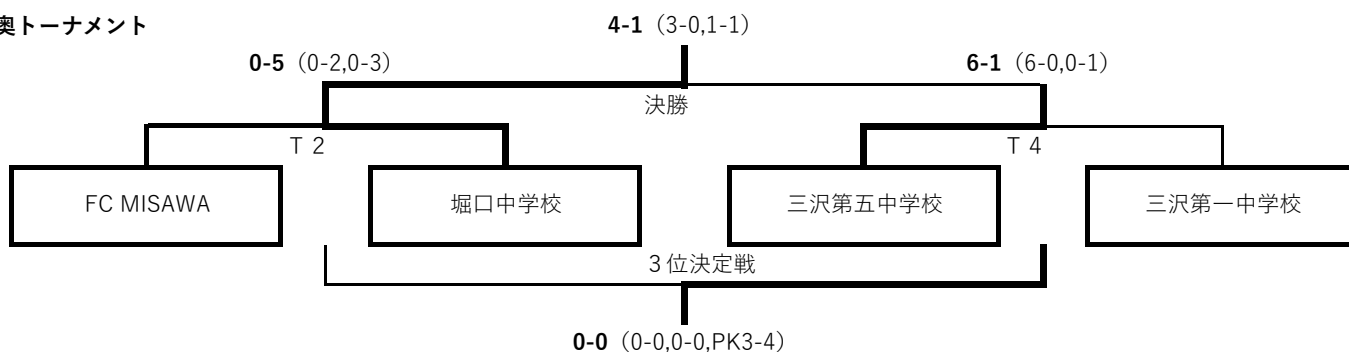 奥トーナメント
4-1（3-0,1-1）
0-5（0-2,0-3）
6-1（6-0,0-1）
決勝
Ｔ２
Ｔ４
FC MISAWA
堀口中学校
三沢第五中学校
三沢第一中学校
３位決定戦
0-0（0-0,0-0,PK3-4）